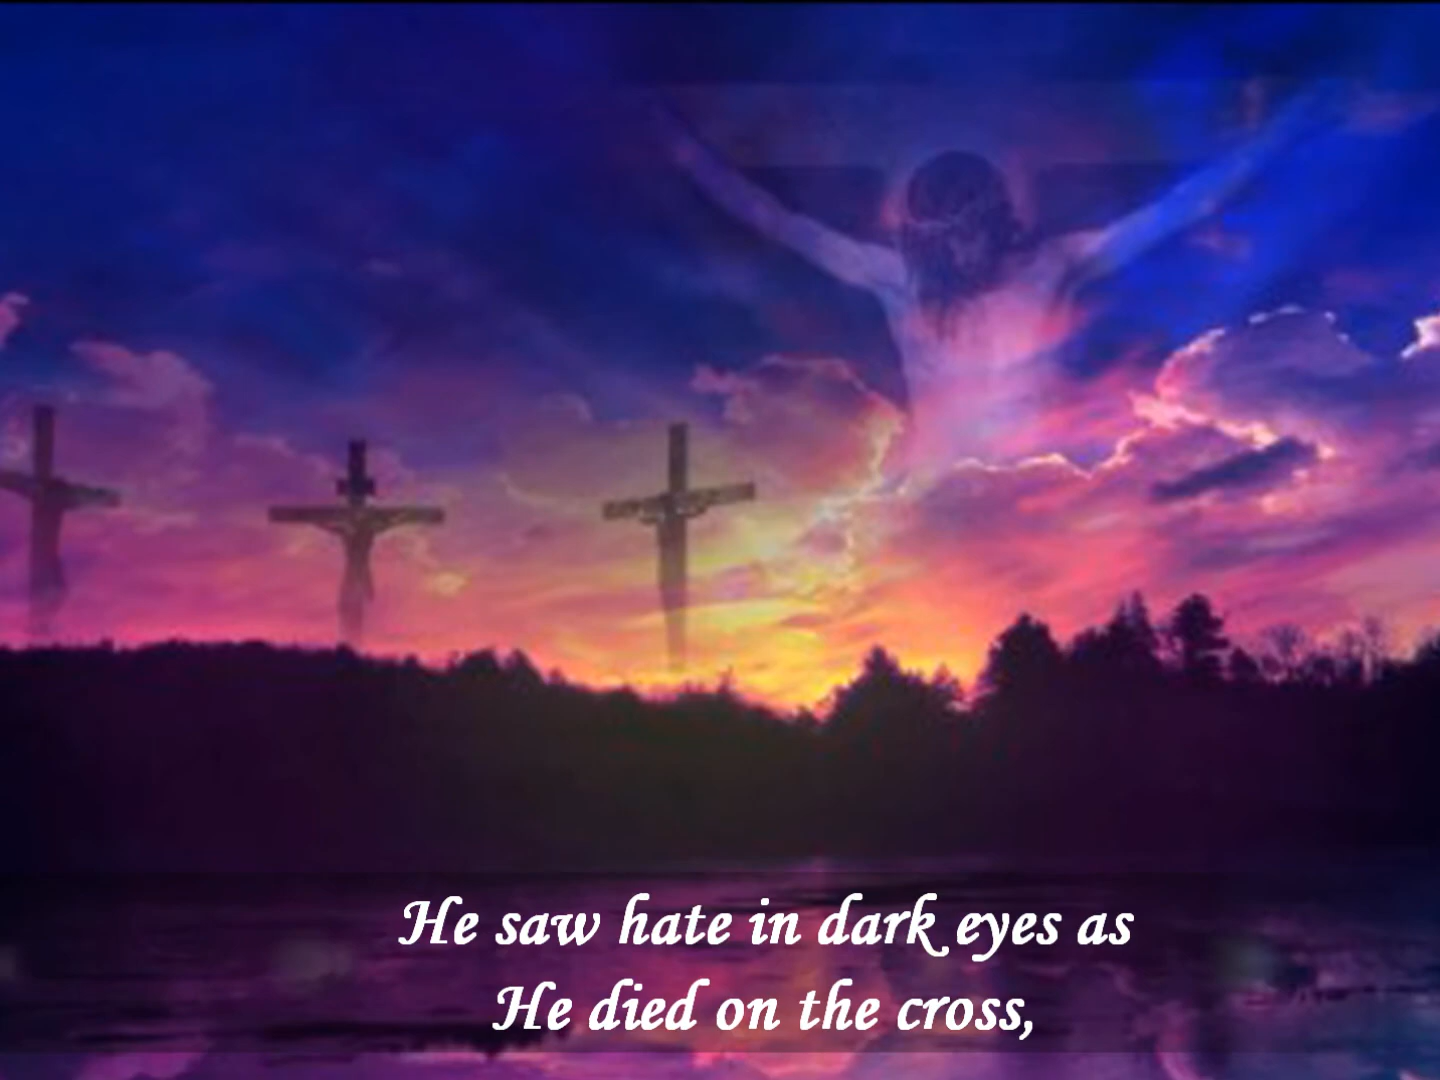 He saw hate in dark eyes as
He died on the cross,